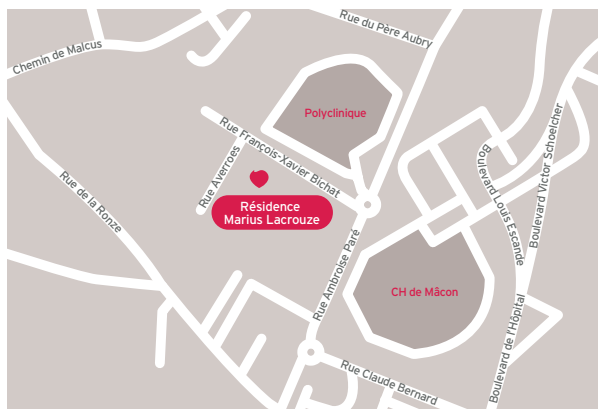 Rue du Père Aubry
Chemin de Malcus
Polyclinique
Rue François-Xavier Bichat
Rue Averroes
Résidence
Marius Lacrouze
Rue de la Ronze
Boulevard Louis Escande
Boulevard Victor Schoelcher
CH de Mâcon
Rue Ambroise Paré
Boulevard de l'Hôpital
Rue Claude Bernard